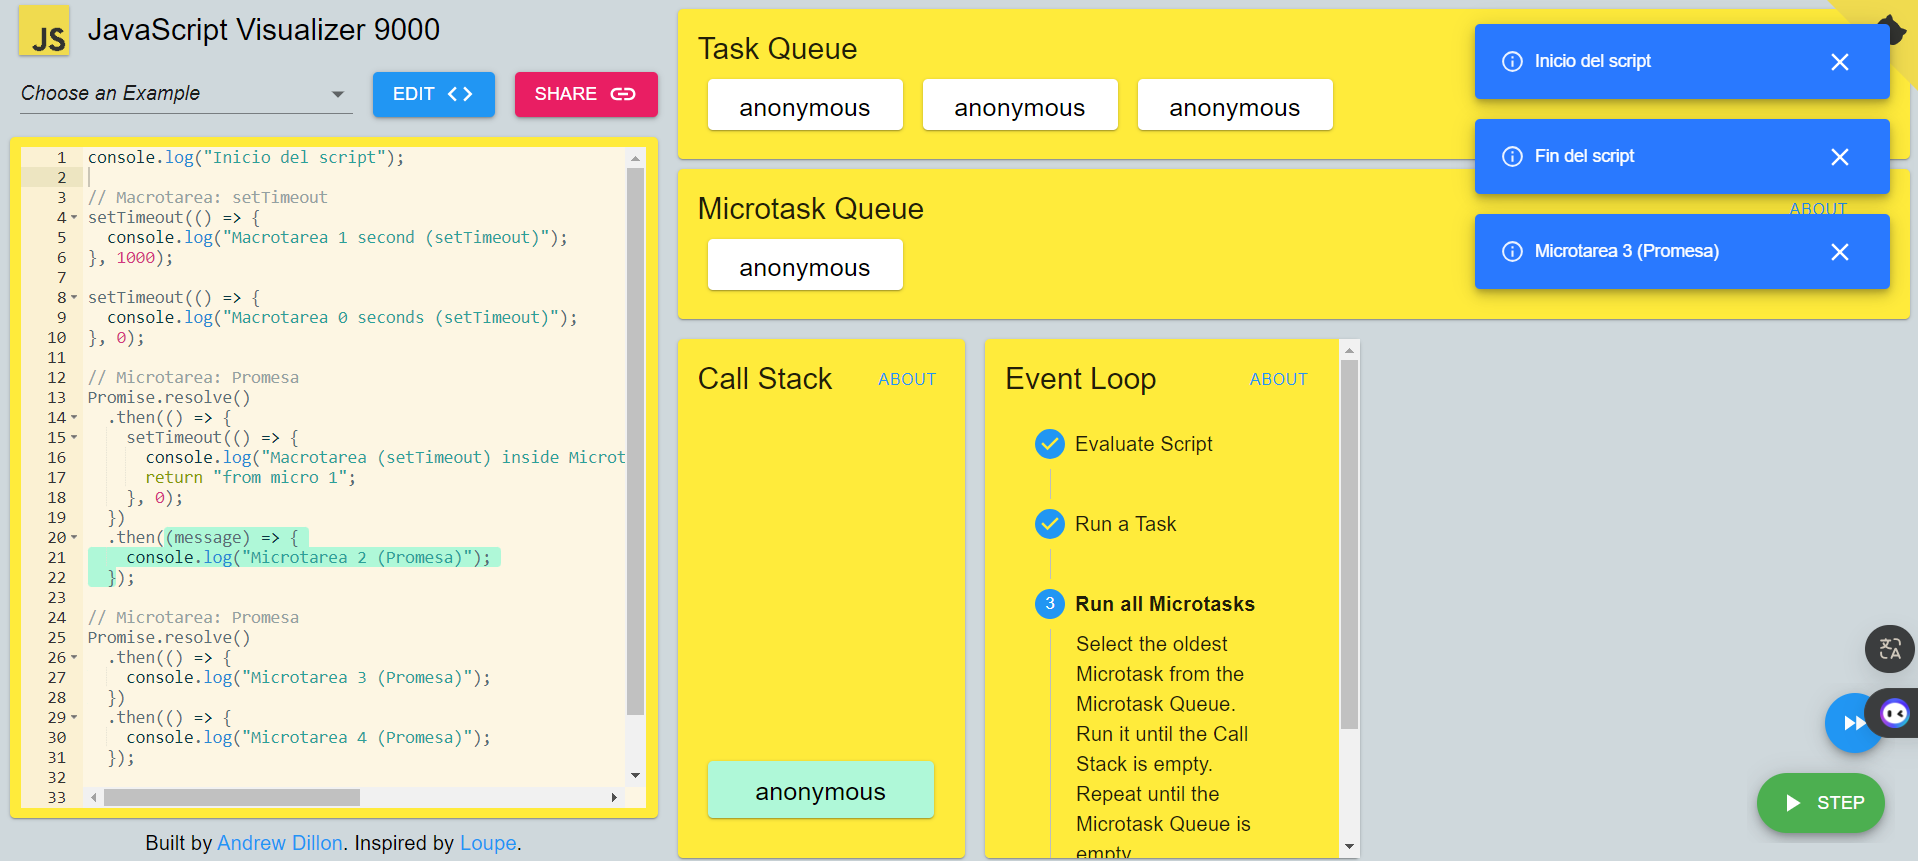 JS
JavaScript Visualizer 9000
Choose an Example
EDIT
SHARE
1 console.log("Inicio del script");
2
3 // Macrotarea: setTimeout
4 setTimeout(() => {
5 console.log("Macrotarea 1 second (setTimeout)");
6 }, 1000);
7
8 setTimeout(() => {
9 console.log("Macrotarea 0 seconds (setTimeout)");
10 }, 0);
11
12 // Microtarea: Promesa
13 Promise.resolve()
14 .then(() => {
15 setTimeout(() => {
16 console.log("Macrotarea (setTimeout) inside Microt
17 return "from micro 1";
18 }, 0);
19 })
20 .then((message) => {
21 console.log("Microtarea 2 (Promesa)");
22 });
23
24 // Microtarea: Promesa
25 Promise.resolve()
26 .then(() => {
27 console.log("Microtarea 3 (Promesa)");
28 })
29 .then(() => {
30 console.log("Microtarea 4 (Promesa)");
31 });
32
33
Built by Andrew Dillon. Inspired by Loupe.
Task Queue
anonymous anonymous anonymous
Microtask Queue
ABOUT
anonymous
Inicio del script
Fin del script
Microtarea 3 (Promesa)
Call Stack
ABOUT
anonymous
Event Loop
ABOUT
Evaluate Script
Run a Task
3 Run all Microtasks
Select the oldest
Microtask from the
Microtask Queue.
Run it until the Call
Stack is empty.
Repeat until the
Microtask Queue is
empty
STEP